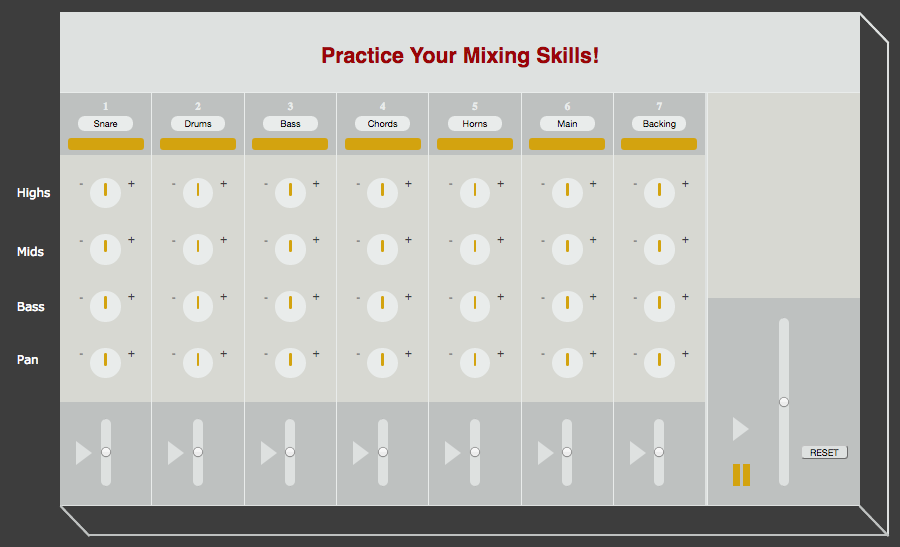 Practice Your Mixing Skills!
1 2 3 4 5 6 7
Snare Drums Bass Chords Horns Main Backing
Highs - + - + - + - + - + - + - +
Mids - + - + - + - + - + - + - +
Bass - + - + - + - + - + - + - +
Pan - + - + - + - + - + - + - +
RESET